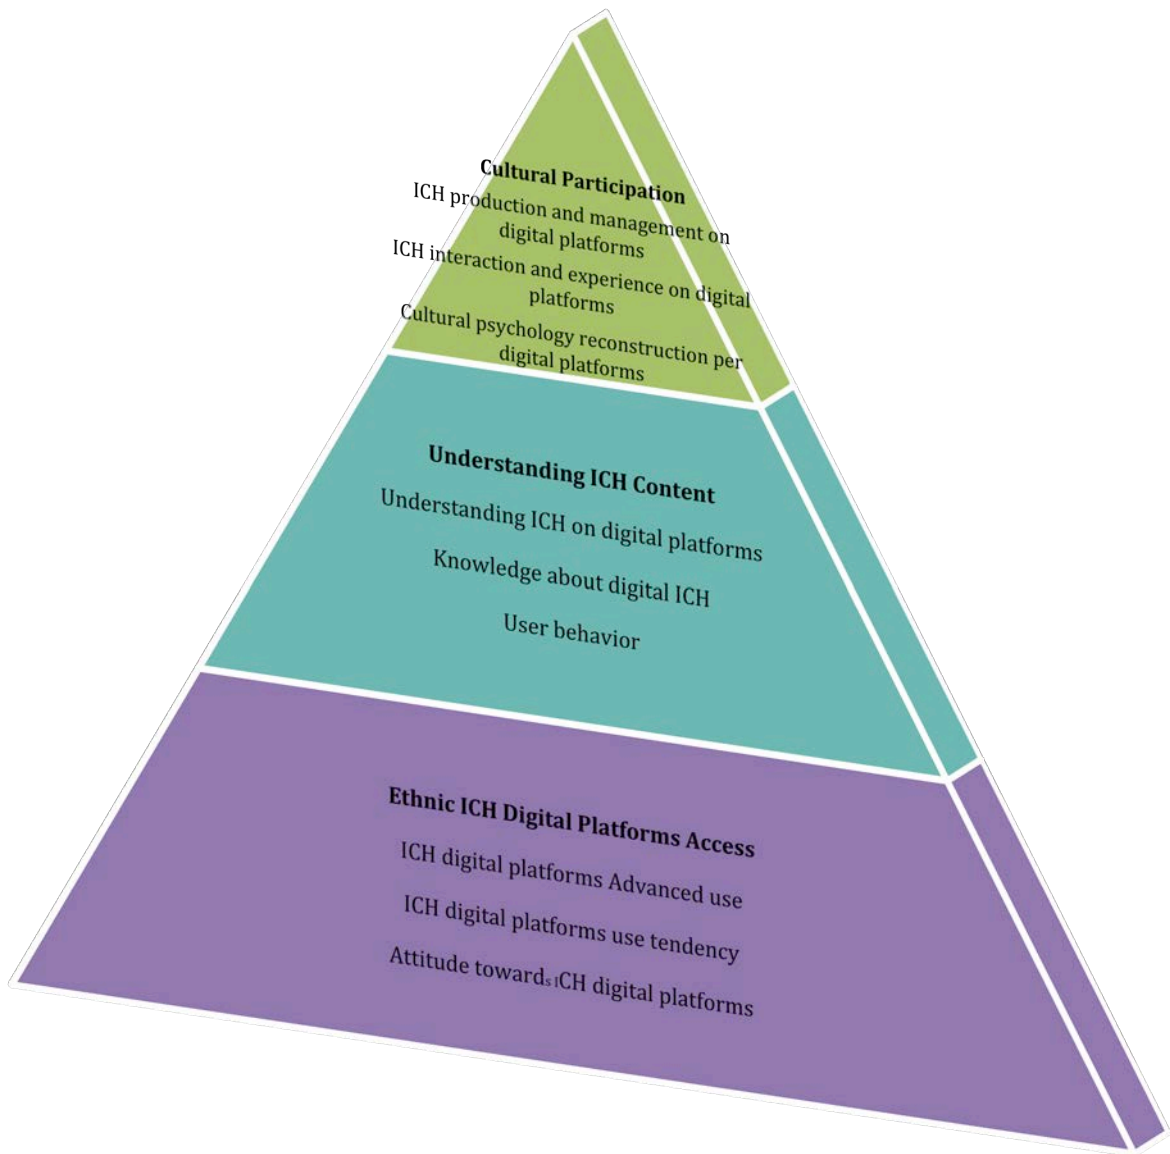 Cultural Participation
ICH production and management on
digital platforms
ICH interaction and experience on digital
platforms
Cultural psychology reconstruction per
digital platforms
Understanding ICH Content
Understanding ICH on digital platforms
Knowledge about digital ICH
User behavior
Ethnic ICH Digital Platforms Access
ICH digital platforms Advanced use
ICH digital platforms use tendency
Attitude towards ICH digital platforms